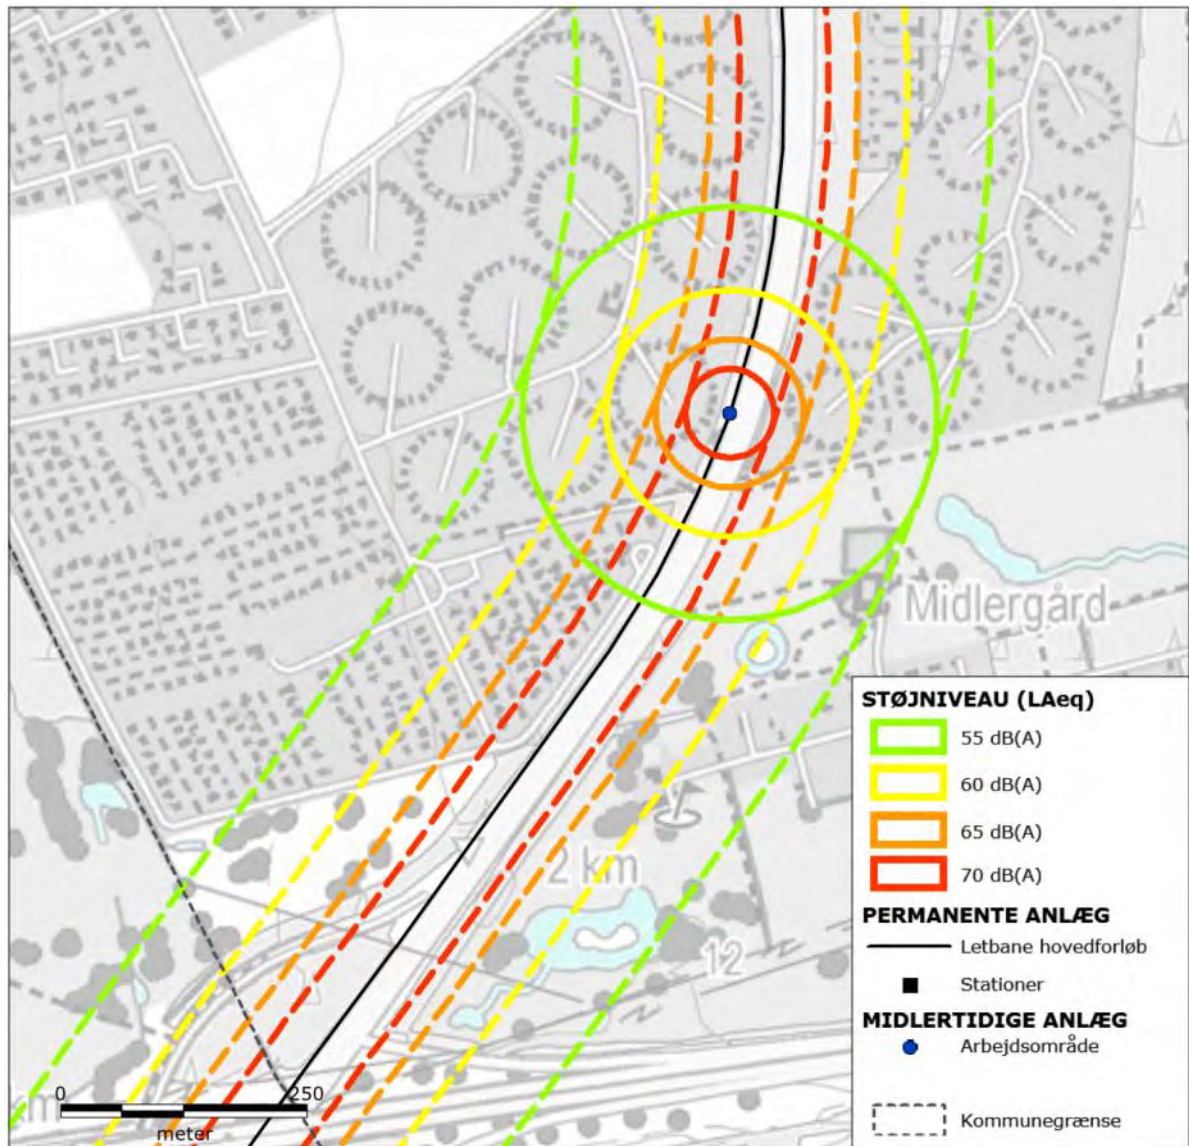 Midlergård
2 km
12
km
0
250
meter
STØJNIVEAU (LAeq)
55 dB(A)
60 dB(A)
65 dB(A)
70 dB(A)
PERMANENTE ANLÆG
Letbane hovedforløb
Stationer
MIDLERTIDIGE ANLÆG
Arbejdsområde
Kommunegrænse